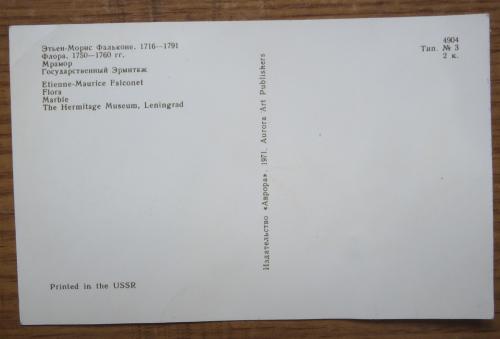 Этьен-Морис Фальконе. 1716—1791
Флора. 1750—1760 гг.
Мрамор
Государственный Эрмитаж
Etienne-Maurice Falconet
Flora
Marble
The Hermitage Museum, Leningrad
4904
Тип. № 3
2 к.
Издательство «Аврора». 1971. Aurora Art Publishers
Printed in the USSR